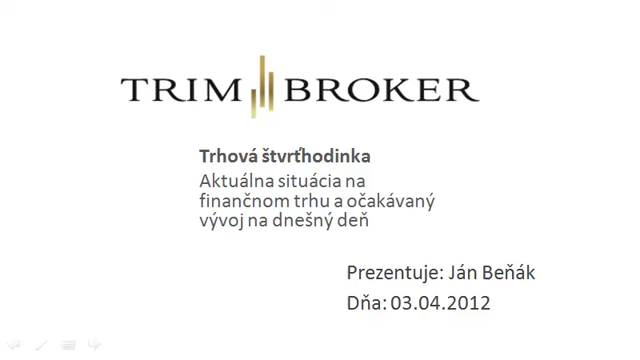 TRIM BROKER
Trhová štvrťhodinka
Aktuálna situácia na
finančnom trhu a očakávaný
vývoj na dnešný deň
Prezentuje: Ján Beňák
Dňa: 03.04.2012